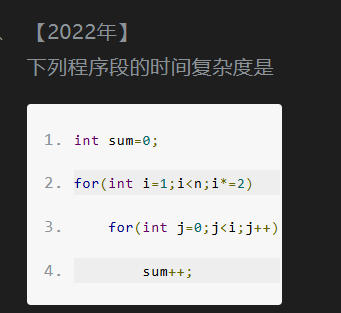 【2022年】
下列程序段的时间复杂度是
1. int sum=0;
2. for(int i=1;i<n;i*=2)
3. for(int j=0;j<i;j++)
4. sum++;